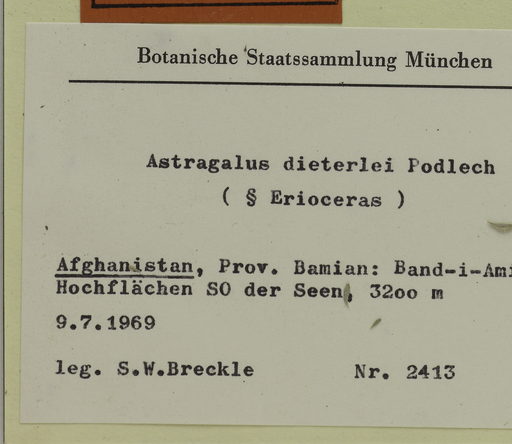 Botanische Staatssammlung München
Astragalus dieterlei Podlech
( § Erioceras )
Afghanistan, Prov. Bamian: Band-i-Ami
Hochflächen SO der Seen, 32oo m
9.7.1969
leg. S.W.Breckle Nr. 2413